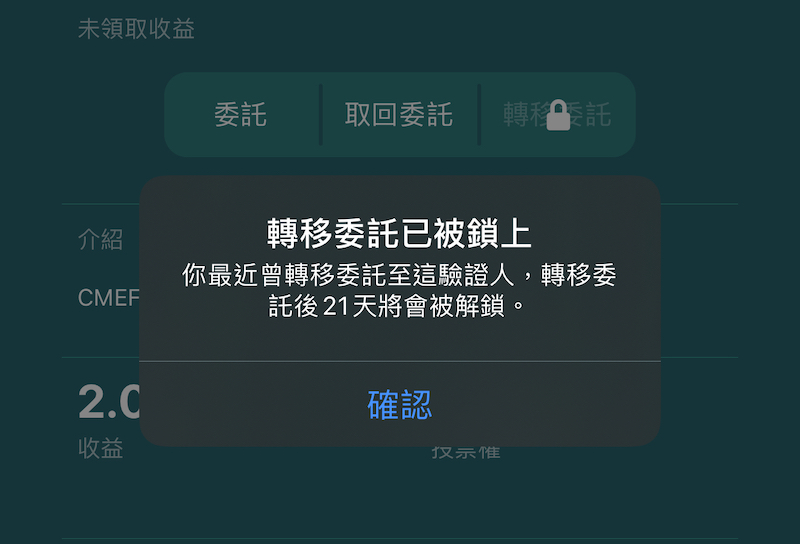 未領取收益
委託
取回委託
轉移委託
轉移委託已被鎖上
你最近曾轉移委託至這驗證人，轉移委
託後21天將會被解鎖。
確認
介紹
CMEF
2.0
收益
投票權